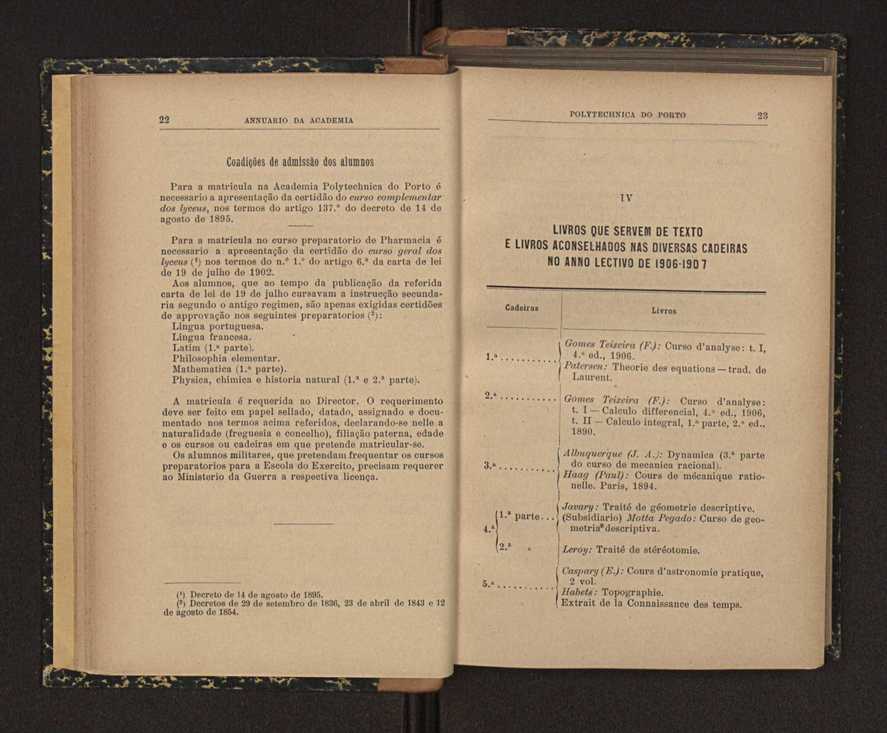 22 ANNUARIO DA ACADEMIA
Condições de admissão dos alumnos
Para a matricula na Academia Polytechnica do Porto é
necessario a apresentação da certidão do curso complementar
dos lyceus, nos termos do artigo 137.º do decreto de 14 de
agosto de 1895.
Para a matricula no curso preparatorio de Pharmacia é
necessario a apresentação da certidão do curso geral dos
lyceus (¹) nos termos do n.º 1.º do artigo 6.º da carta de lei
de 19 de julho de 1902.
Aos alumnos, que ao tempo da publicação da referida
carta de lei de 19 de julho cursavam a instrucção secunda-
ria segundo o antigo regimen, são apenas exigidas certidões
de approvação nos seguintes preparatorios (²):
Lingua portugueza.
Lingua franceza.
Latim (1.ª parte).
Philosophia elementar.
Mathematica (1.ª parte).
Physica, chimica e historia natural (1.ª e 2.ª parte).
A matricula é requerida ao Director. O requerimento
deve ser feito em papel sellado, datado, assignado e docu-
mentado nos termos acima referidos, declarando-se nelle a
naturalidade (freguesia e concelho), filiação paterna, edade
e os cursos ou cadeiras em que pretende matricular-se.
Os alumnos militares, que pretendam frequentar os cursos
preparatorios para a Escola do Exercito, precisam requerer
ao Ministerio da Guerra a respectiva licença.
(¹) Decreto de 14 de agosto de 1895.
(²) Decretos de 29 de setembro de 1836, 23 de abril de 1843 e 12
de agosto de 1854.
POLYTECHNICA DO PORTO 23
IV
LIVROS QUE SERVEM DE TEXTO
E LIVROS ACONSELHADOS NAS DIVERSAS CADEIRAS
NO ANNO LECTIVO DE 1906-1907
Cadeiras Livros
Gomes Teixeira (F.): Curso d'analyse: t. I,
1.ª ........... 4.ª ed., 1906.
Patersen: Theorie des equations — trad. de
Laurent.
2.ª ........... Gomes Teixeira (F.): Curso d'analyse:
t. I — Calculo differencial, 4.ª ed., 1906,
t. II — Calculo integral, 1.ª parte, 2.ª ed.,
1890.
Albuquerque (J. A.): Dynamica (3.ª parte
3.ª ........... do curso de mecanica racional).
Haag (Paul): Cours de mécanique ratio-
nelle. Paris, 1894.
Javary: Traité de géometrie descriptive.
1.ª parte... (Subsidiario) Motta Pegado: Curso de geo-
4.ª metria descriptiva.
2.ª » Leroy: Traité de stéréotomie.
Caspary (E.): Cours d'astronomie pratique,
5.ª ........... 2 vol.
Habets: Topographie.
Extrait de la Connaissance des temps.